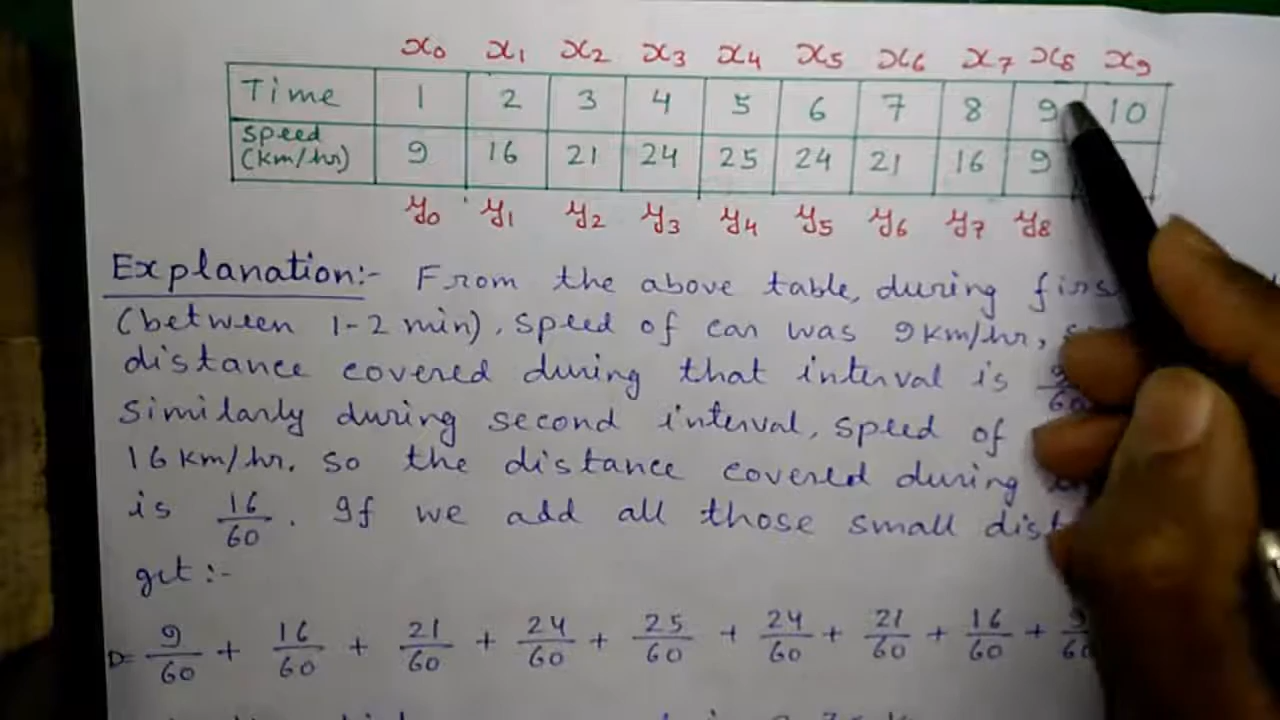 x0 x1 x2 x3 x4 x5 x6 x7 x8 x9
Time 1 2 3 4 5 6 7 8 9 10
Speed (km/hr) 9 16 21 24 25 24 21 16 9
y0 y1 y2 y3 y4 y5 y6 y7 y8
Explanation:- From the above table, during
(between 1-2 min), speed of car was 9 km/hr,
distance covered during that interval is 9/60
Similarly during second interval, speed of
16 km/hr. so the distance covered during
is 16/60. If we add all those small
get :-
D= 9/60 + 16/60 + 21/60 + 24/60 + 25/60 + 24/60 + 21/60 + 16/60 + 9/60